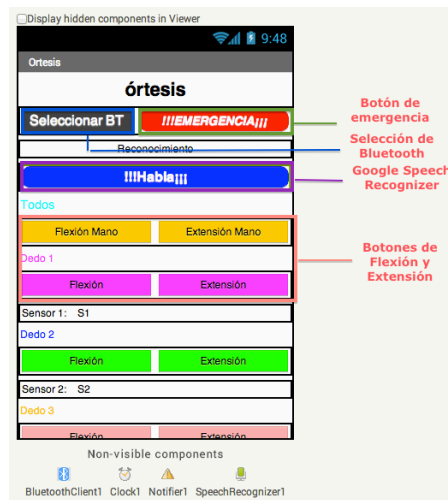 Display hidden components in Viewer
9:48
Ortesis
órtesis
Seleccionar BT
!!!EMERGENCIA¡¡¡
Botón de
emergencia
Selección de
Bluetooth
Reconocimiento
Google Speech
Recognizer
!!!Habla¡¡¡
Todos
Flexión Mano
Extensión Mano
Botones de
Flexión y
Extensión
Dedo 1
Flexión
Extensión
Sensor 1: S1
Dedo 2
Flexión
Extensión
Sensor 2: S2
Dedo 3
Flexión
Extensión
Non-visible components
BluetoothClient1 Clock1 Notifier1 SpeechRecognizer1